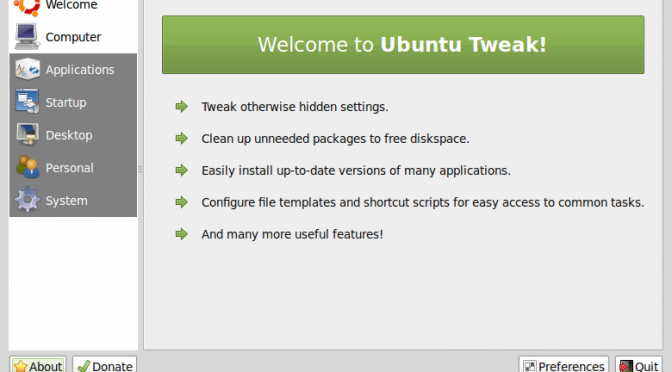 Welcome
Computer
Applications
Startup
Desktop
Personal
System
Welcome to Ubuntu Tweak!
Tweak otherwise hidden settings.
Clean up unneeded packages to free diskspace.
Easily install up-to-date versions of many applications.
Configure file templates and shortcut scripts for easy access to common tasks.
And many more useful features!
About
Donate
Preferences
Quit